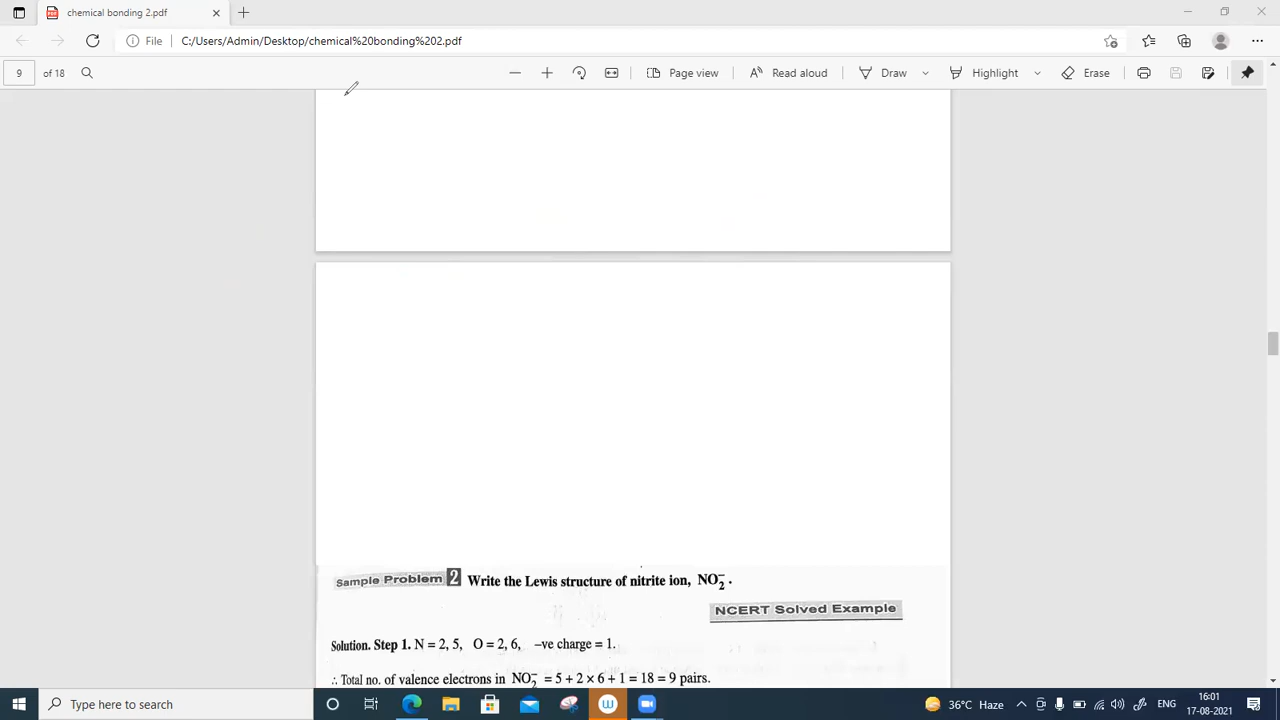 chemical bonding 2.pdf
File C:/Users/Admin/Desktop/chemical%20bonding%202.pdf
9 of 18 Page view Read aloud Draw Highlight Erase
Sample Problem 2 Write the Lewis structure of nitrite ion, NO₂⁻.
NCERT Solved Example
Solution. Step 1. N = 2, 5, O = 2, 6, –ve charge = 1.
∴ Total no. of valence electrons in NO₂⁻ = 5 + 2 × 6 + 1 = 18 = 9 pairs.
Type here to search 36°C Haze ENG 16:01
17-08-2021